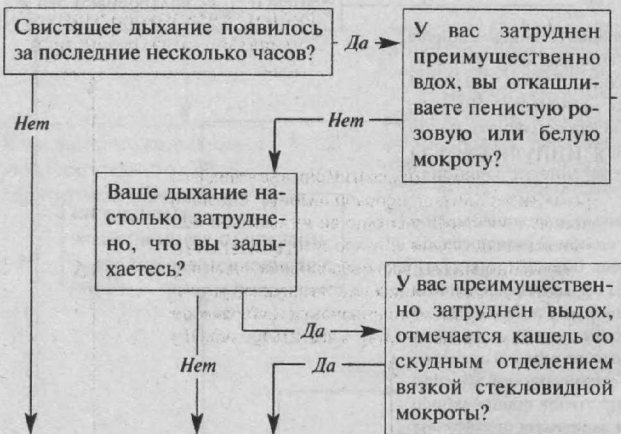 Свистящее дыхание появилось
за последние несколько часов?
Да
У вас затруднен
преимущественно
вдох, вы откашли-
ваете пенистую ро-
зовую или белую
мокроту?
Нет
Нет
Ваше дыхание на-
столько затрудне-
но, что вы зады-
хаетесь?
Да
У вас преимуществен-
но затруднен выдох,
отмечается кашель со
скудным отделением
вязкой стекловидной
мокроты?
Нет
Да